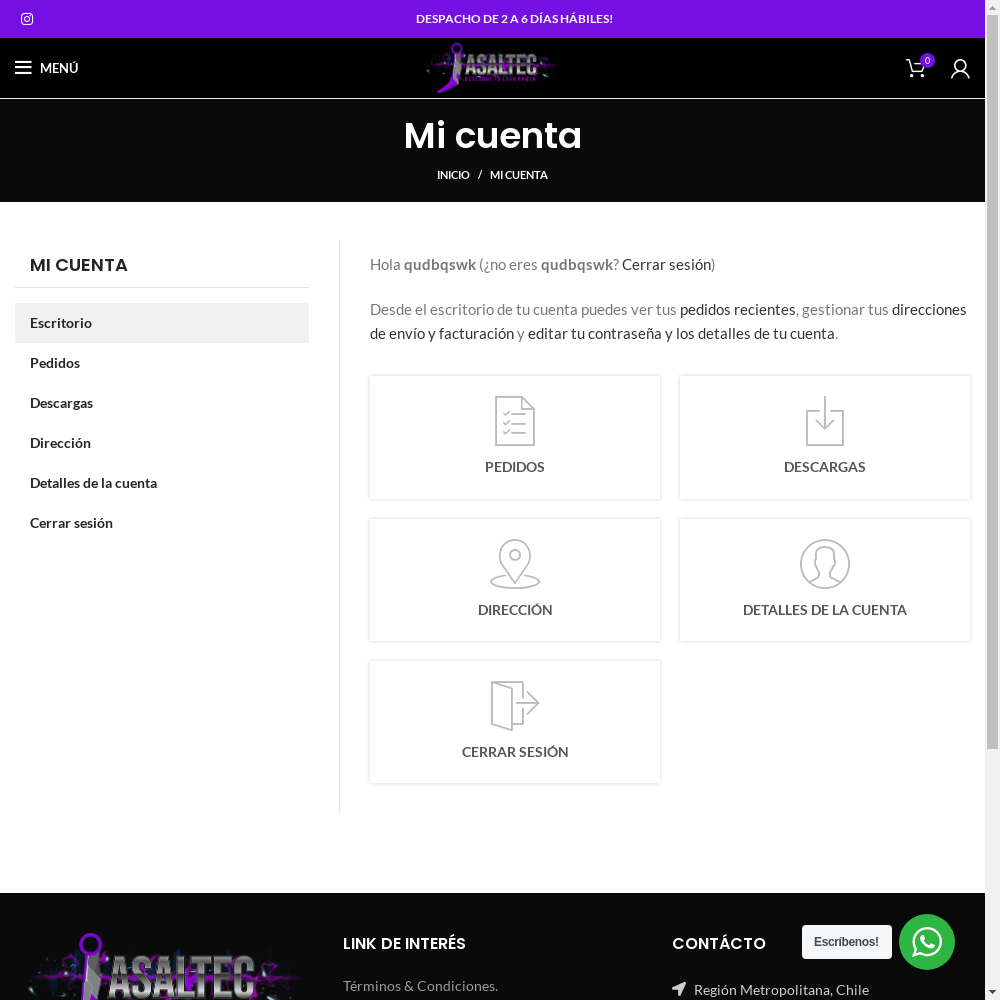 DESPACHO DE 2 A 6 DÍAS HÁBILES!
MENÚ
ASALTEC
0
Mi cuenta
INICIO / MI CUENTA
MI CUENTA
Escritorio
Pedidos
Descargas
Dirección
Detalles de la cuenta
Cerrar sesión
Hola qudbqswk (¿no eres qudbqswk? Cerrar sesión)
Desde el escritorio de tu cuenta puedes ver tus pedidos recientes, gestionar tus direcciones
de envío y facturación y editar tu contraseña y los detalles de tu cuenta.
PEDIDOS
DESCARGAS
DIRECCIÓN
DETALLES DE LA CUENTA
CERRAR SESIÓN
ASALTEC
LINK DE INTERÉS
Términos & Condiciones.
CONTÁCTO
Región Metropolitana, Chile
Escríbenos!